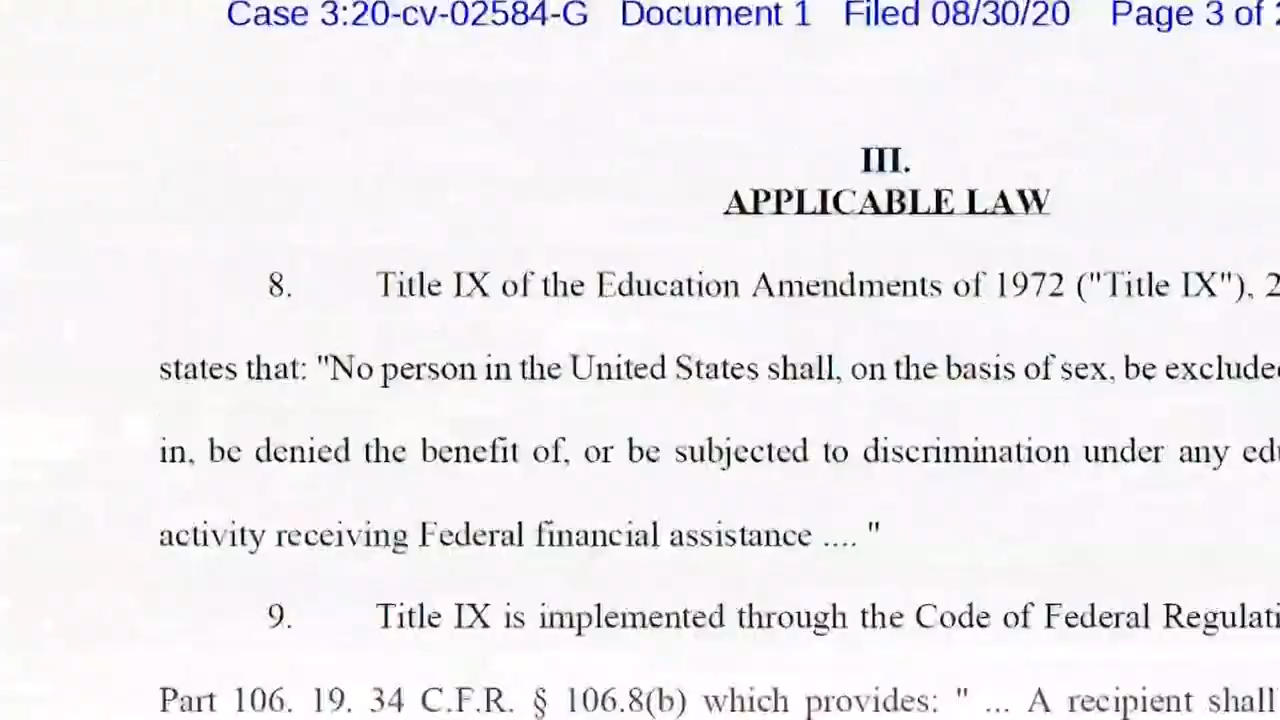 Case 3:20-cv-02584-G Document 1 Filed 08/30/20 Page 3 of
III.
APPLICABLE LAW
8. Title IX of the Education Amendments of 1972 ("Title IX"), 2
states that: "No person in the United States shall, on the basis of sex, be exclude
in, be denied the benefit of, or be subjected to discrimination under any edu
activity receiving Federal financial assistance .... "
9. Title IX is implemented through the Code of Federal Regulati
Part 106. 19. 34 C.F.R. § 106.8(b) which provides: " ... A recipient shall